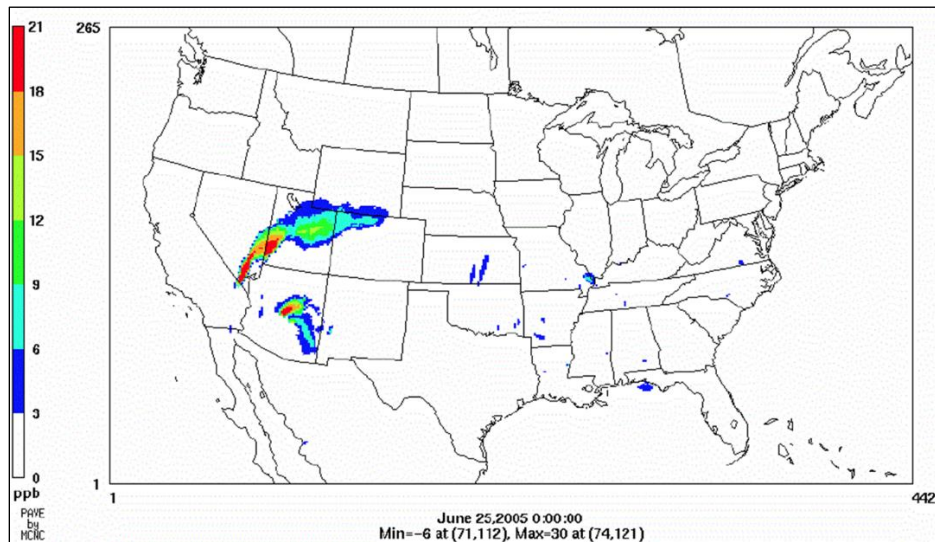 21
18
15
12
9
6
3
0
ppb
PAVE
by
MCNC
265
1
1
442
June 25,2005 0:00:00
Min=-6 at (71,112), Max=30 at (74,121)